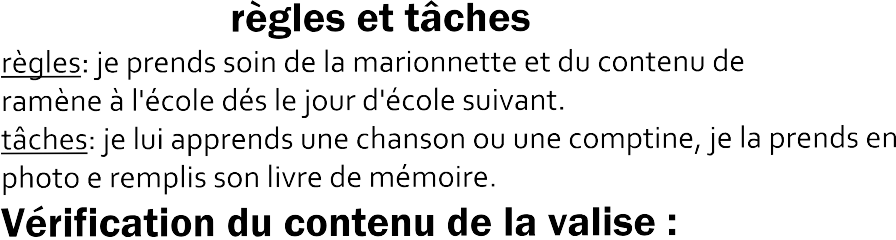 règles et tâches
règles: je prends soin de la marionnette et du contenu de
ramène à l'école dés le jour d'école suivant.
tâches: je lui apprends une chanson ou une comptine, je la prends en
photo e remplis son livre de mémoire.
Vérification du contenu de la valise :